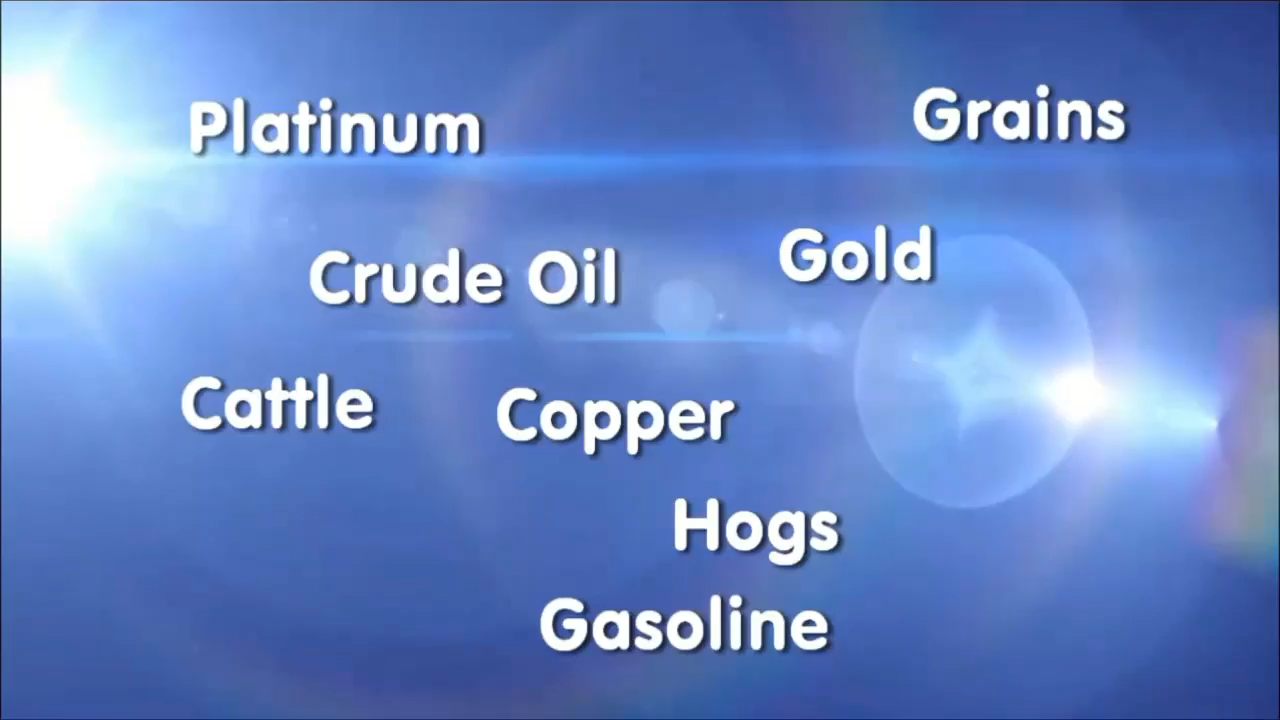 Platinum
Grains
Crude Oil
Gold
Cattle
Copper
Hogs
Gasoline